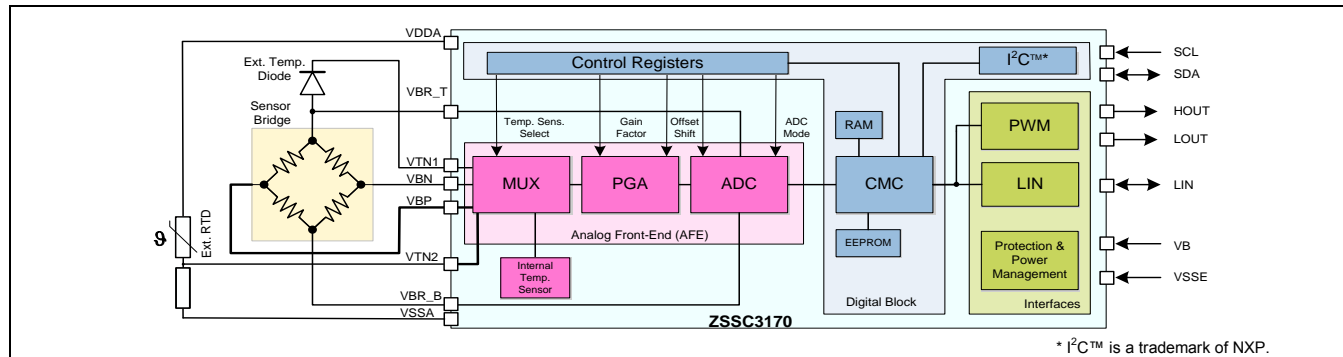 VDDA
Ext. Temp.
Diode
VBR_T
Sensor
Bridge
VTN1
VBN
VBP
ϑ
Ext. RTD
VTN2
VBR_B
VSSA
Control Registers
I²C™*
Temp. Sens.
Select
Gain
Factor
Offset
Shift
ADC
Mode
MUX
PGA
ADC
Analog Front-End (AFE)
Internal
Temp.
Sensor
RAM
CMC
EEPROM
Digital Block
PWM
LIN
Protection &
Power
Management
Interfaces
ZSSC3170
SCL
SDA
HOUT
LOUT
LIN
VB
VSSE
* I²C™ is a trademark of NXP.